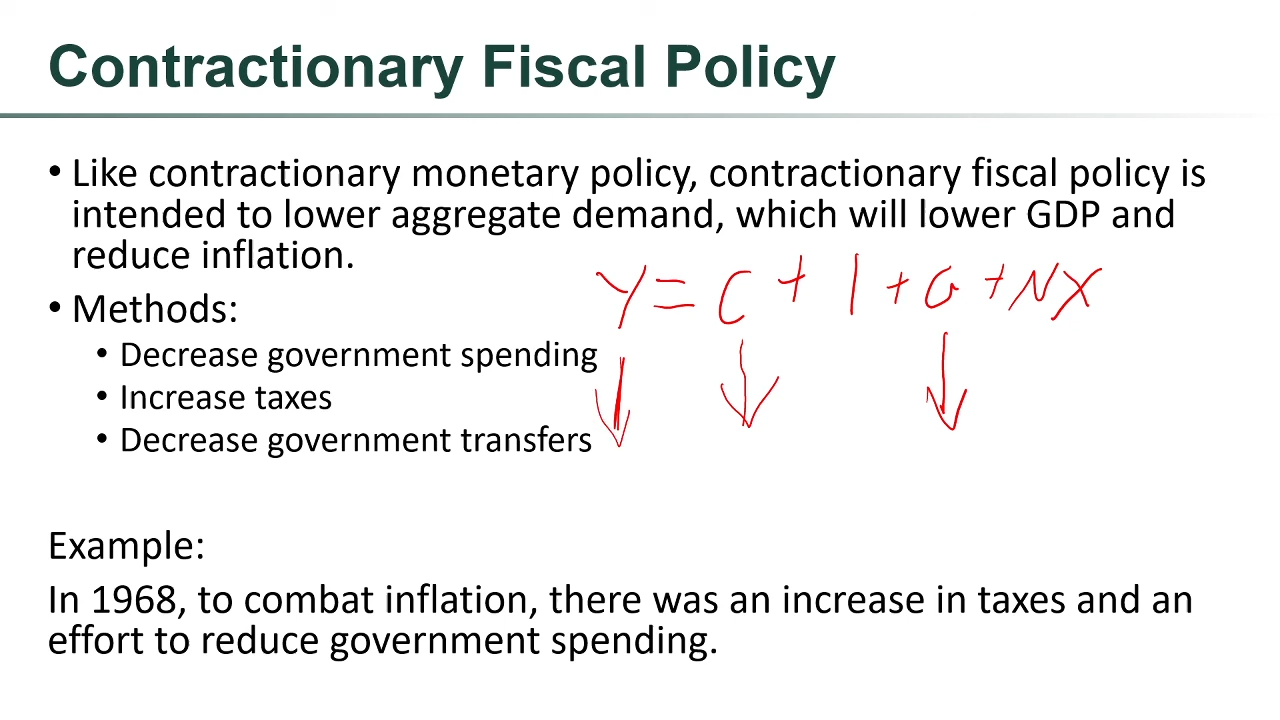 Contractionary Fiscal Policy
• Like contractionary monetary policy, contractionary fiscal policy is
intended to lower aggregate demand, which will lower GDP and
reduce inflation.
Y = C + I + G + NX
• Methods:
• Decrease government spending
• Increase taxes
• Decrease government transfers
Example:
In 1968, to combat inflation, there was an increase in taxes and an
effort to reduce government spending.